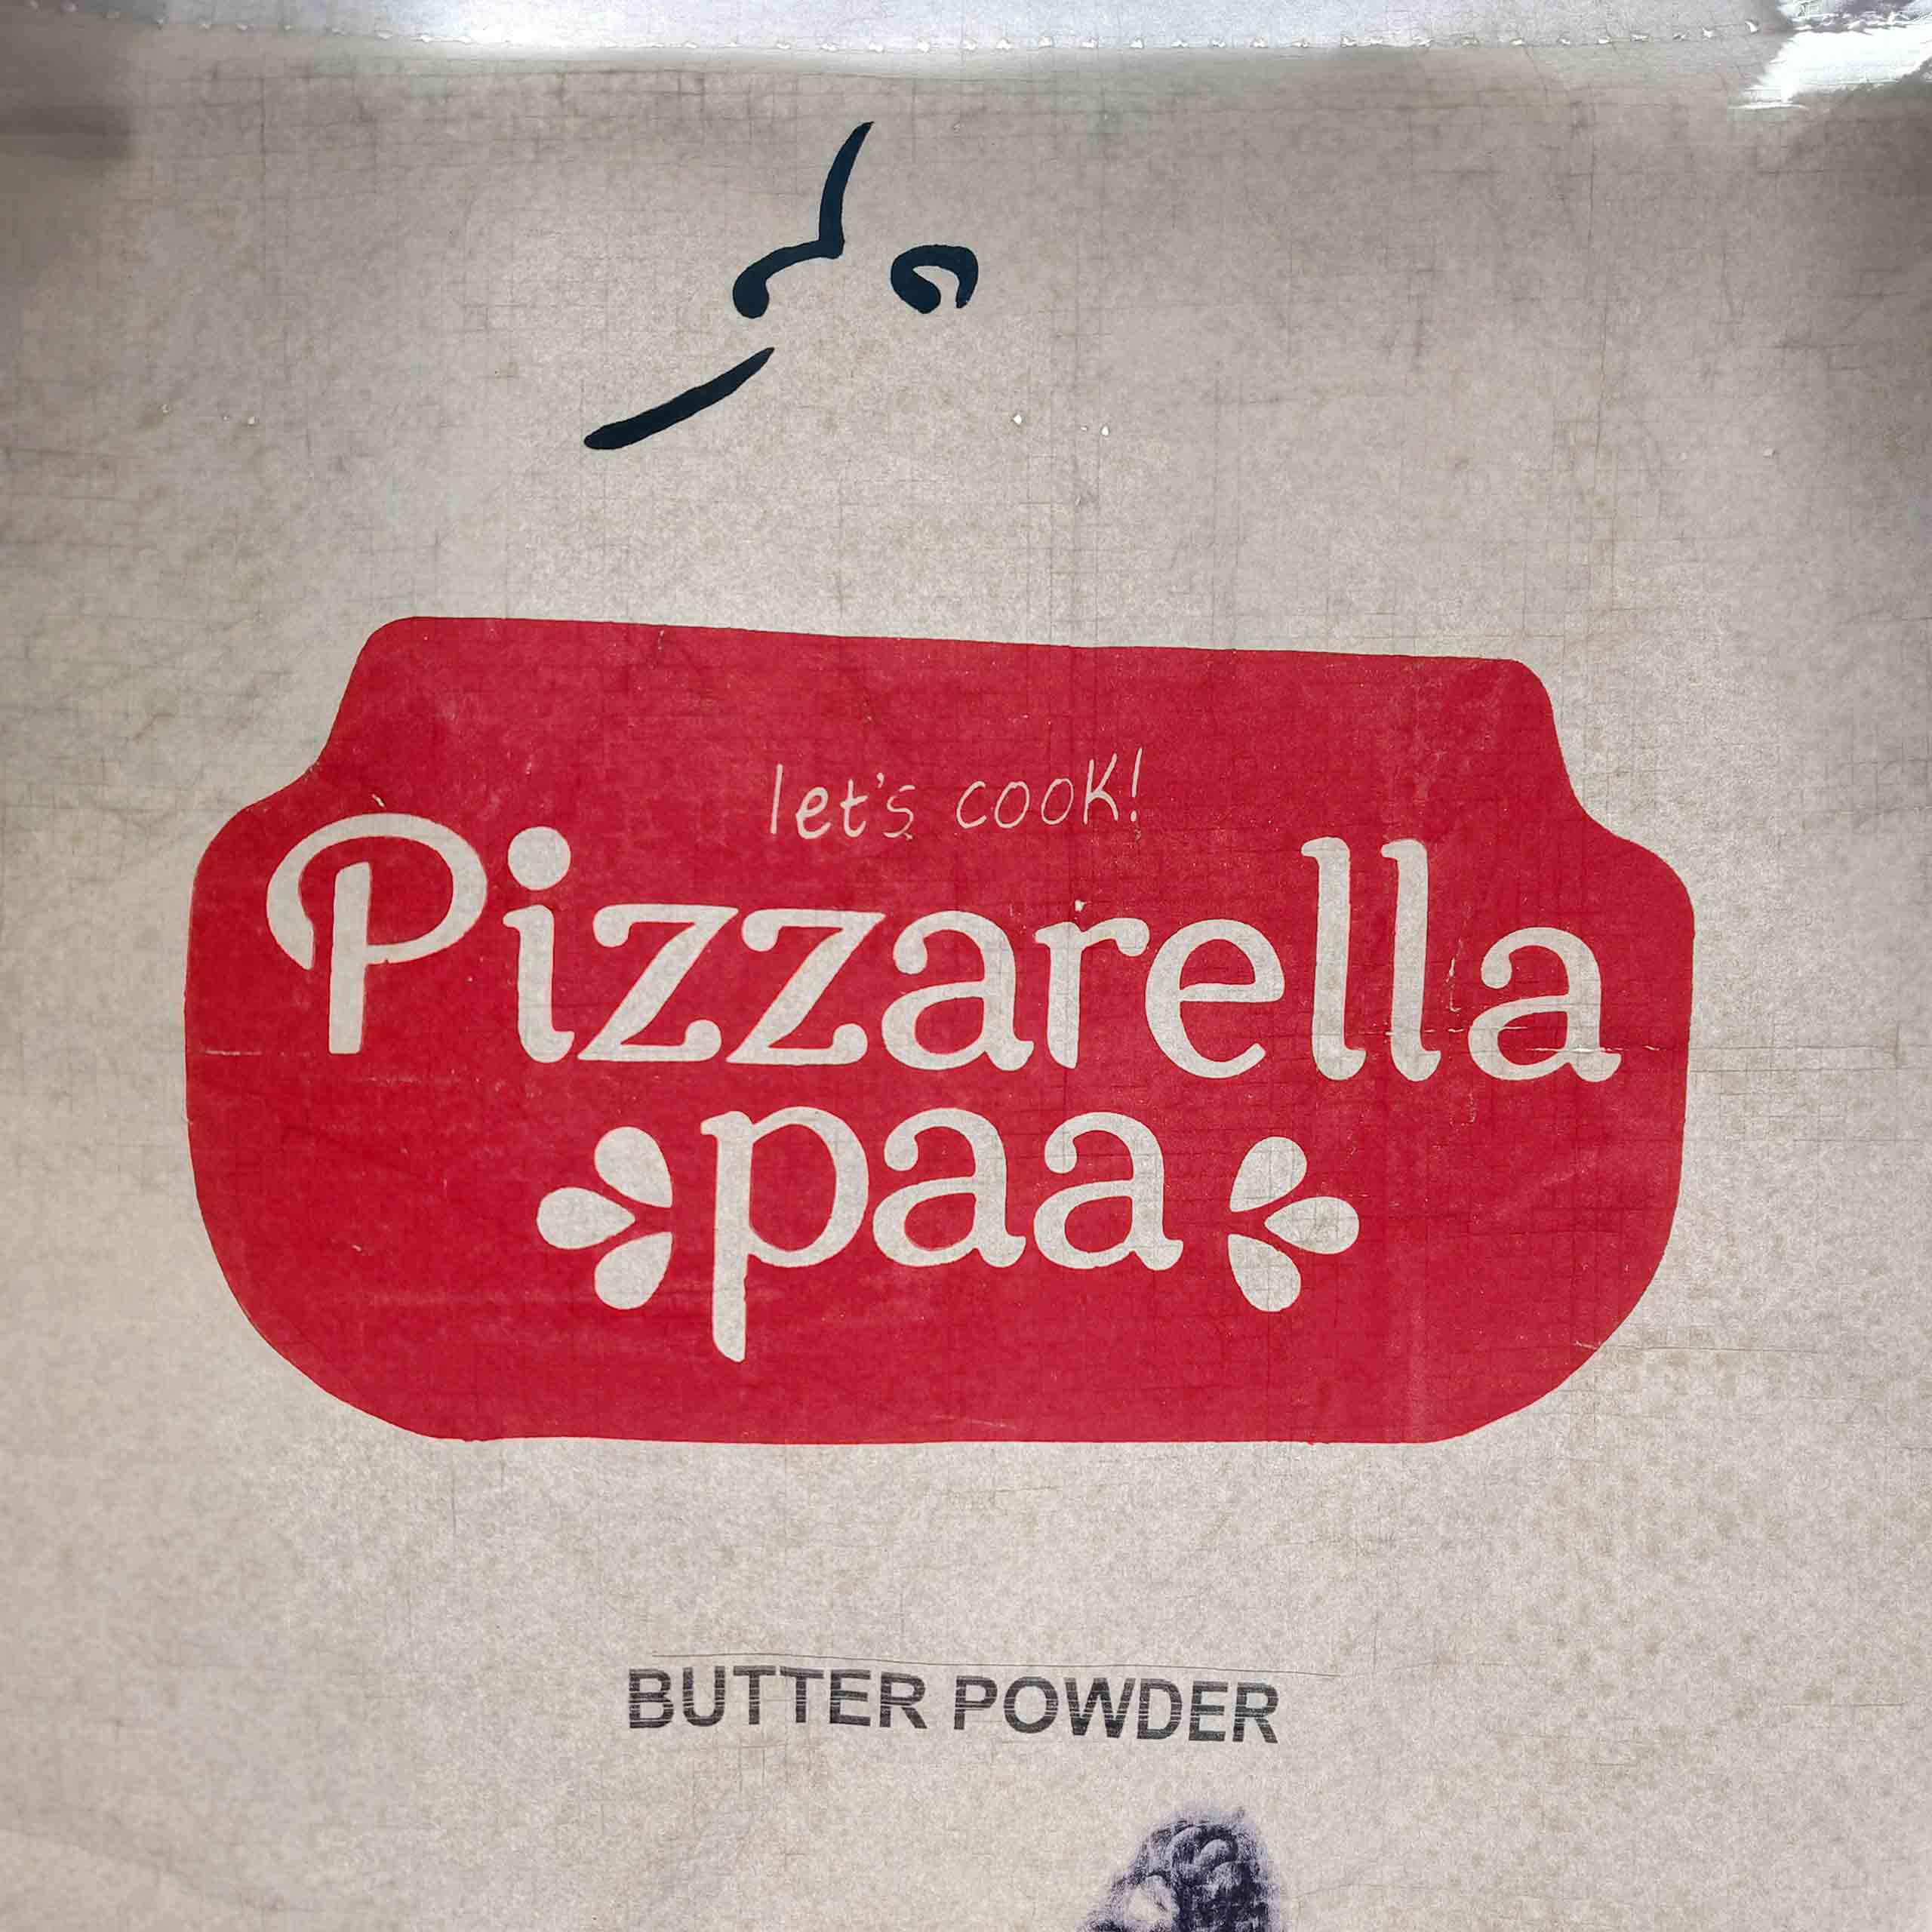 let's cook!
Pizzarella
paa
BUTTER POWDER